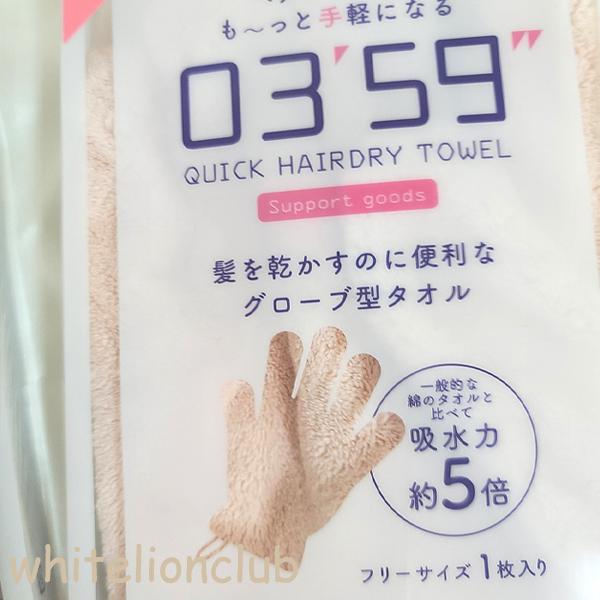 も〜っと手軽になる
03'59"
QUICK HAIRDRY TOWEL
Support goods
髪を乾かすのに便利な
グローブ型タオル
一般的な
綿のタオルと
比べて
吸水力
約5倍
フリーサイズ1枚入り
whitelionclub